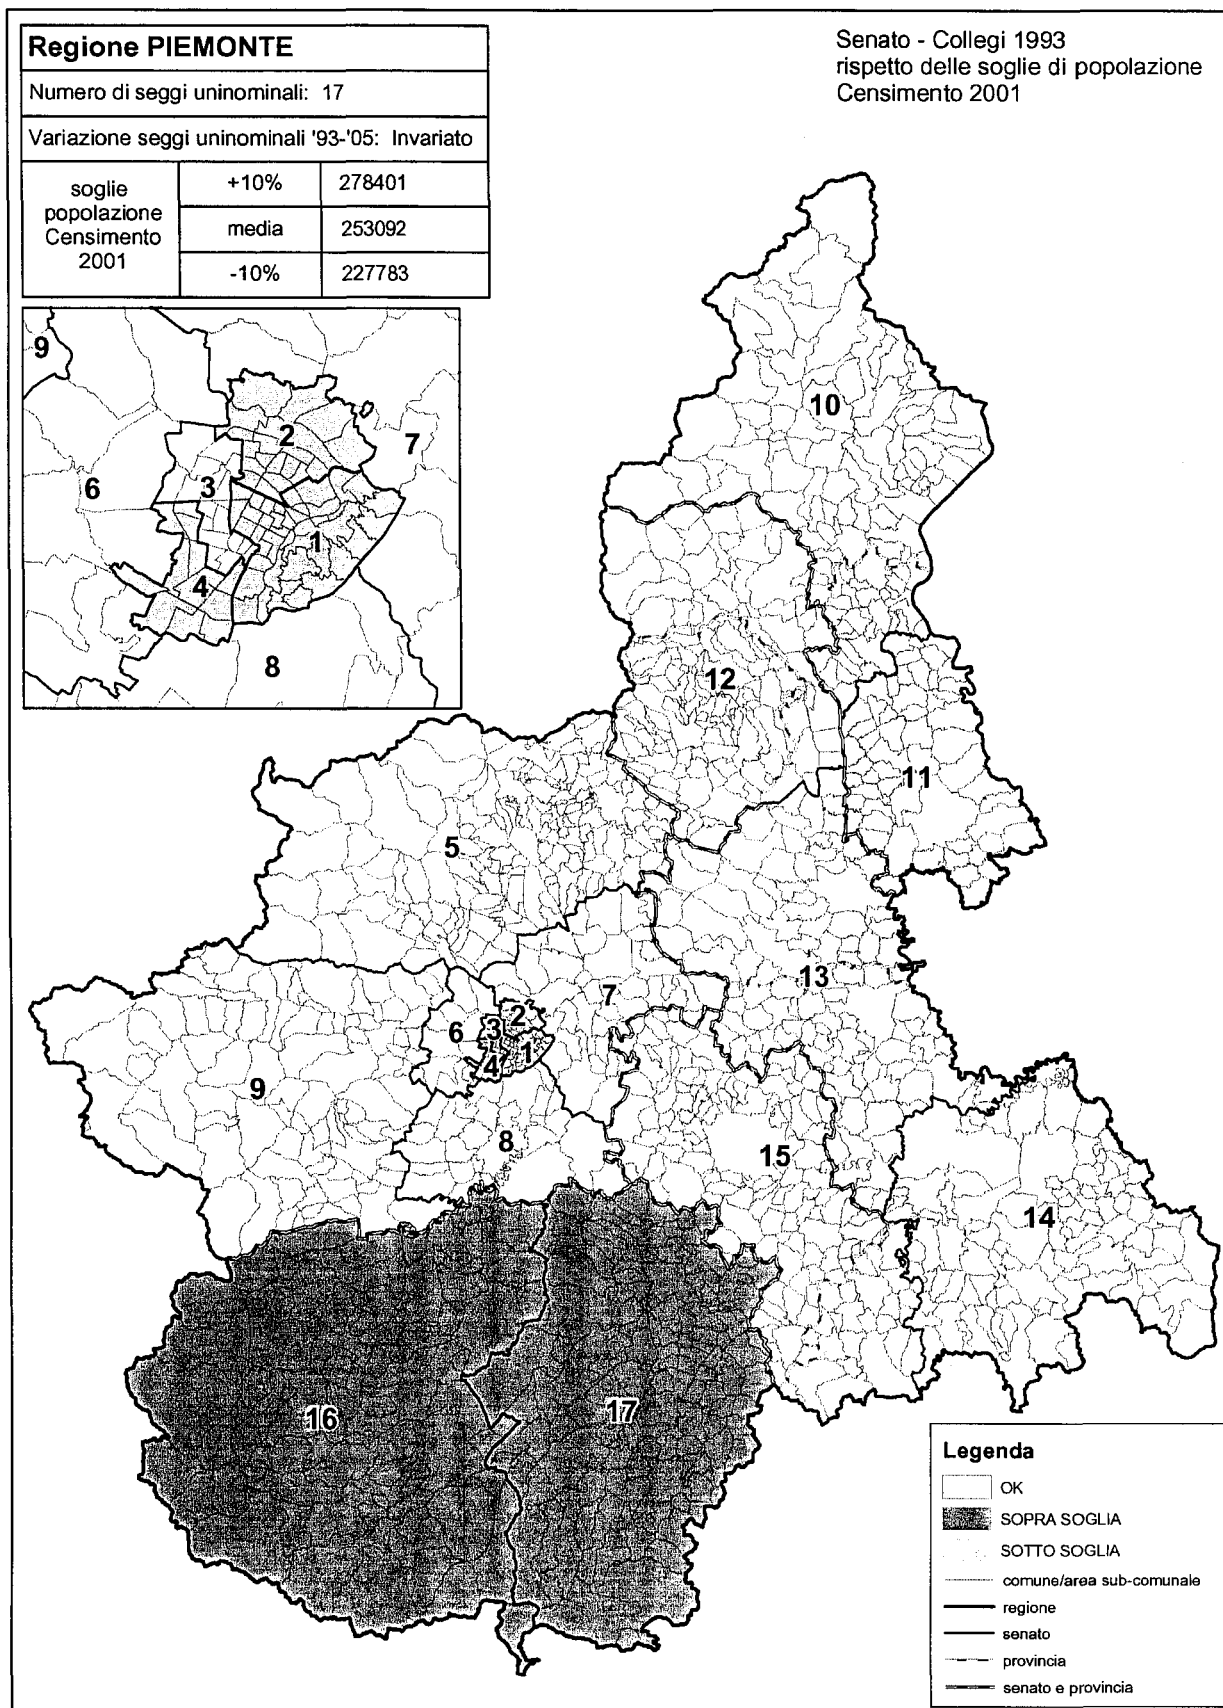 Regione PIEMONTE
Numero di seggi uninominali: 17
Variazione seggi uninominali '93-'05: Invariato
soglie
popolazione
Censimento
2001
+10% 278401
media 253092
-10% 227783
Senato - Collegi 1993
rispetto delle soglie di popolazione
Censimento 2001
9
2
7
6
3
1
4
8
10
12
11
5
13
7
2
3
6
1
4
9
8
15
14
16
17
Legenda
OK
SOPRA SOGLIA
SOTTO SOGLIA
comune/area sub-comunale
regione
senato
provincia
senato e provincia